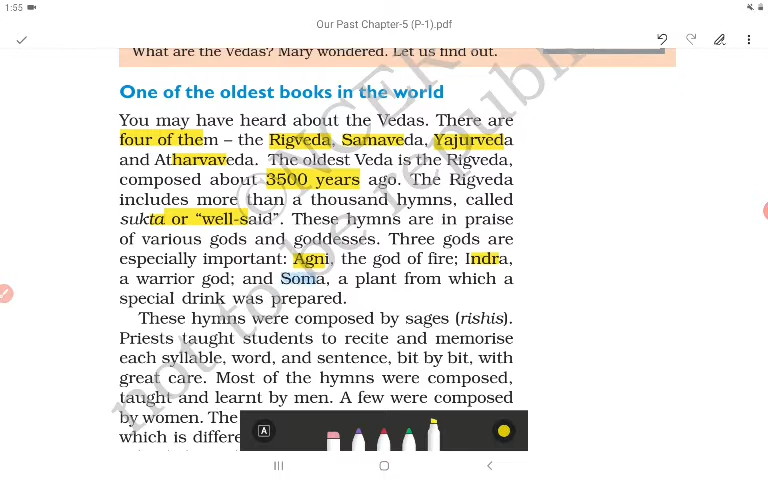 1:55
Our Past Chapter-5 (P-1).pdf
What are the Vedas? Mary wondered. Let us find out.
One of the oldest books in the world
You may have heard about the Vedas. There are
four of them – the Rigveda, Samaveda, Yajurveda
and Atharvaveda. The oldest Veda is the Rigveda,
composed about 3500 years ago. The Rigveda
includes more than a thousand hymns, called
sukta or “well-said”. These hymns are in praise
of various gods and goddesses. Three gods are
especially important: Agni, the god of fire; Indra,
a warrior god; and Soma, a plant from which a
special drink was prepared.
These hymns were composed by sages (rishis).
Priests taught students to recite and memorise
each syllable, word, and sentence, bit by bit, with
great care. Most of the hymns were composed,
taught and learnt by men. A few were composed
by women. The
which is differe
A
©NCER
not to be republi